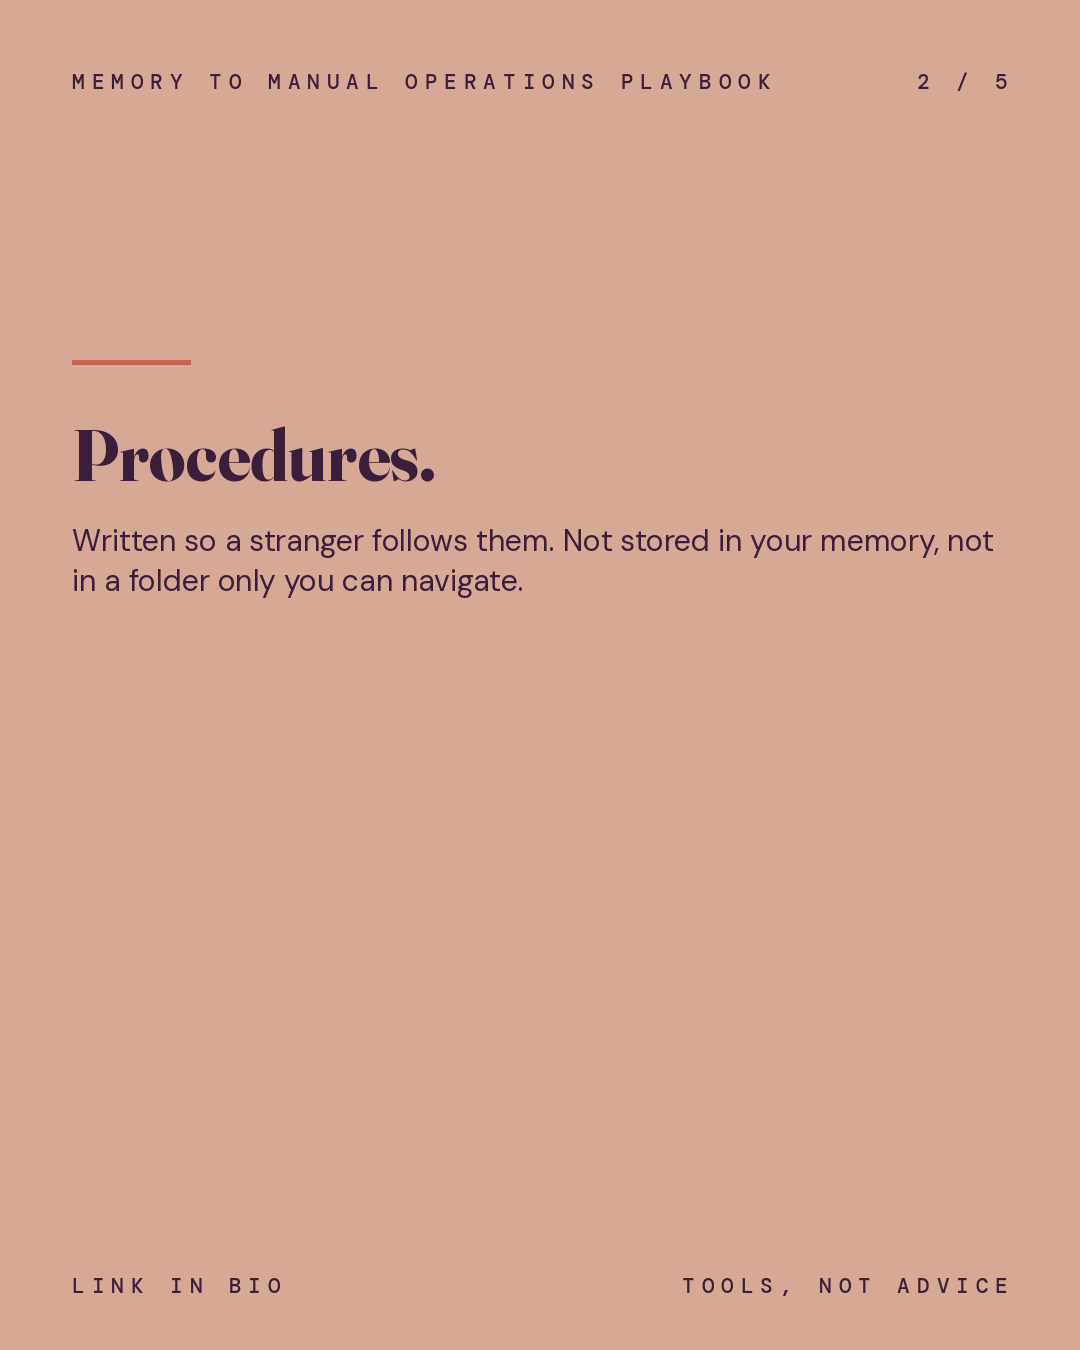 MEMORY TO MANUAL OPERATIONS PLAYBOOK 2 / 5
Procedures.
Written so a stranger follows them. Not stored in your memory, not
in a folder only you can navigate.
LINK IN BIO TOOLS, NOT ADVICE